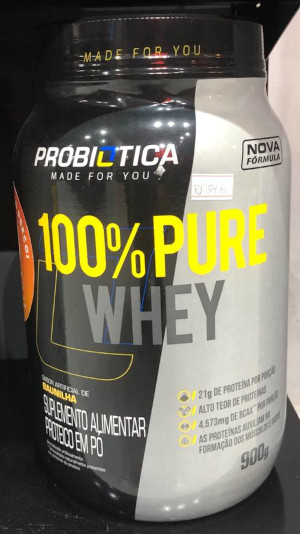 MADE FOR YOU
PROBIOTICA
MADE FOR YOU
NOVA
FÓRMULA
100% PURE
WHEY
SABOR ARTIFICIAL DE
BAUNILHA
SUPLEMENTO ALIMENTAR
PROTEICO EM PÓ
21g DE PROTEÍNA POR PORÇÃO
ALTO TEOR DE PROTEÍNAS
4.573mg DE BCAA POR PORÇÃO
AS PROTEÍNAS AUXILIAM NA
FORMAÇÃO DOS MÚSCULOS E OSSOS
900g